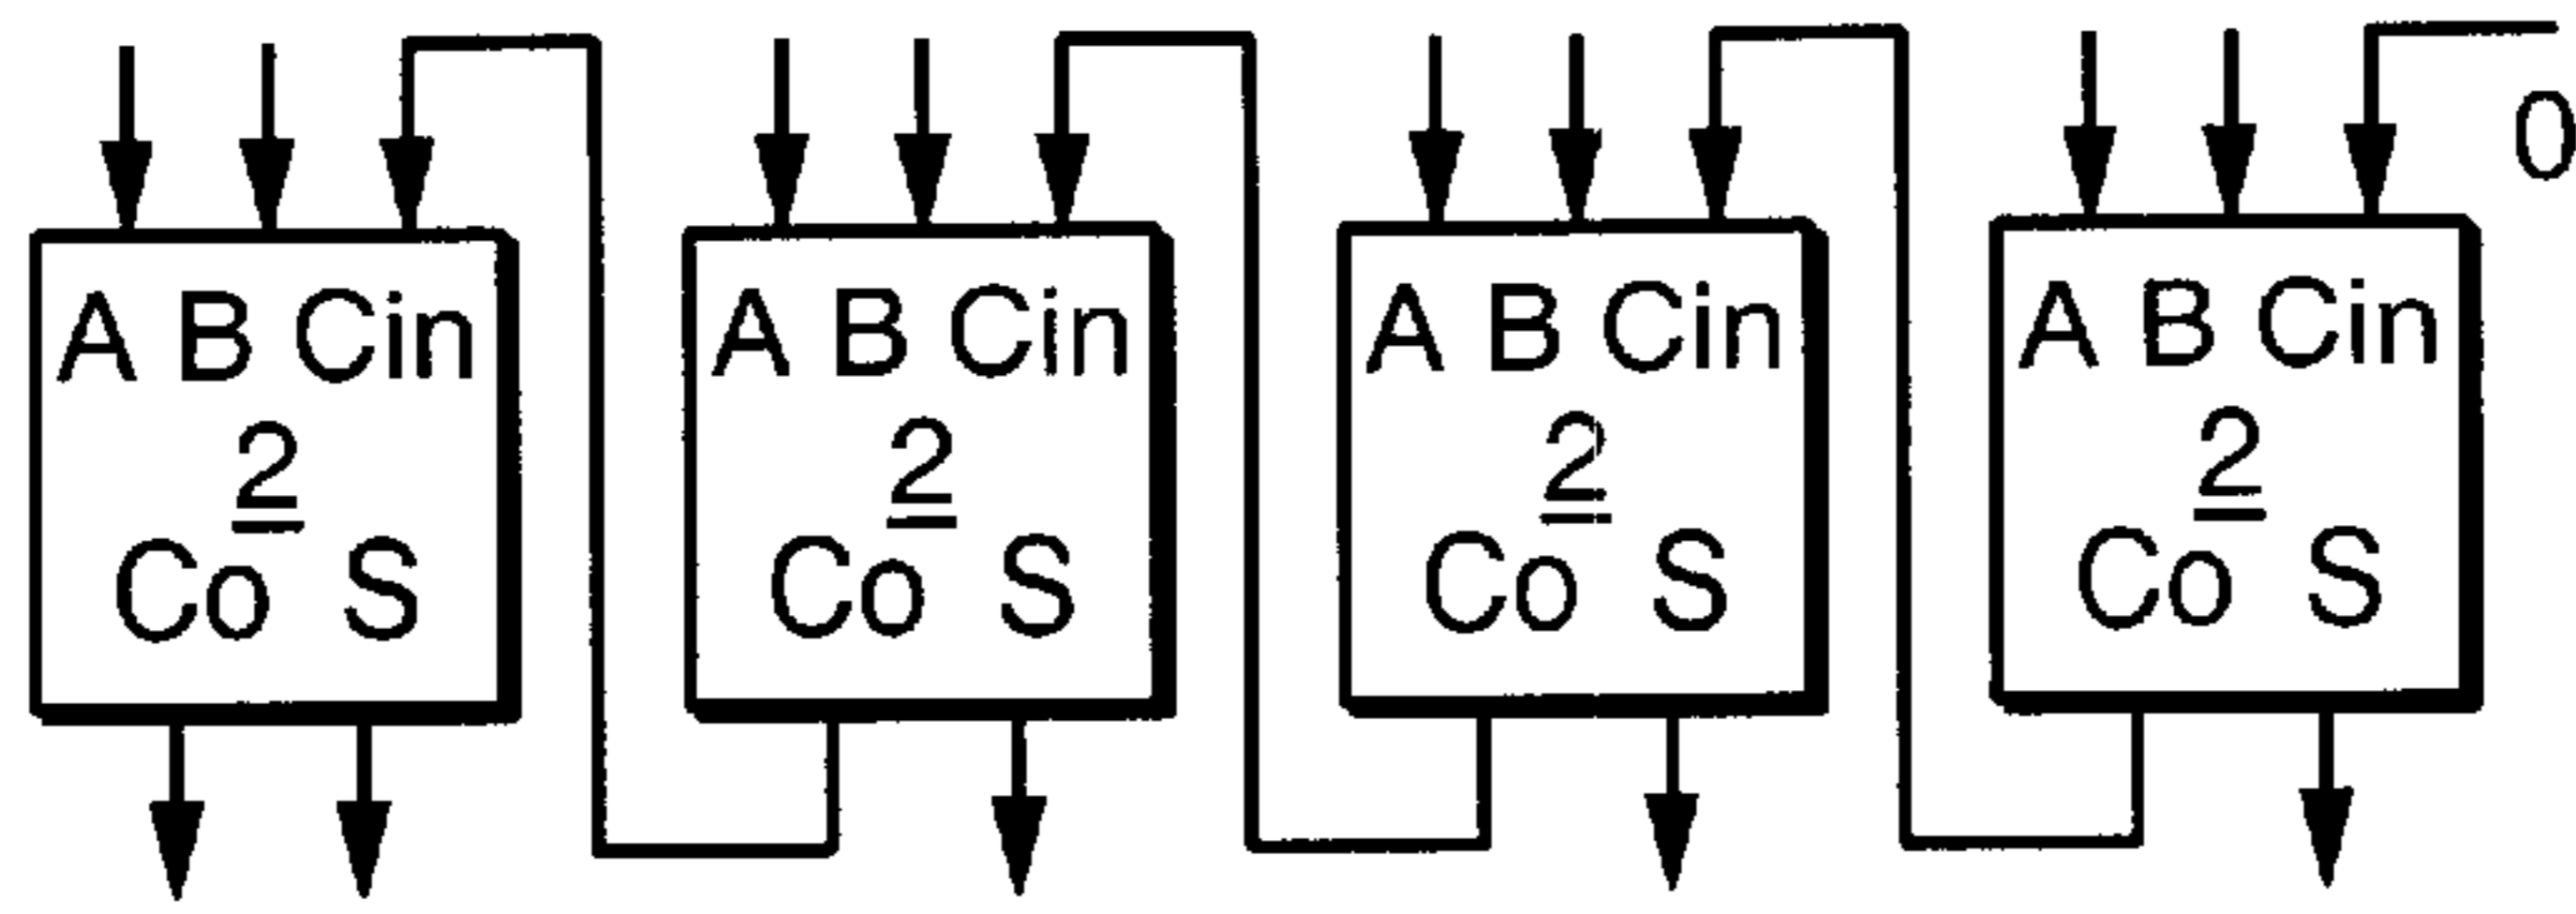 0
A B Cin A B Cin A B Cin A B Cin
2 2 2 2
Co S Co S Co S Co S